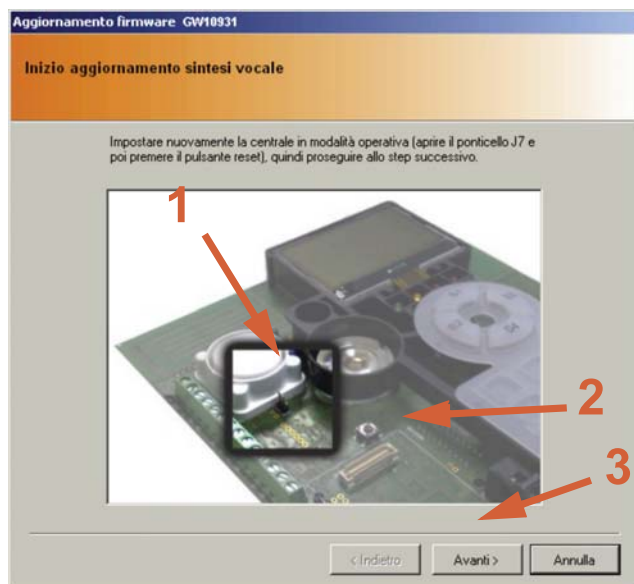 Aggiornamento firmware GW10931
Inizio aggiornamento sintesi vocale
Impostare nuovamente la centrale in modalità operativa (aprire il ponticello J7 e
poi premere il pulsante reset), quindi proseguire allo step successivo.
1
2
3
< Indietro
Avanti >
Annulla